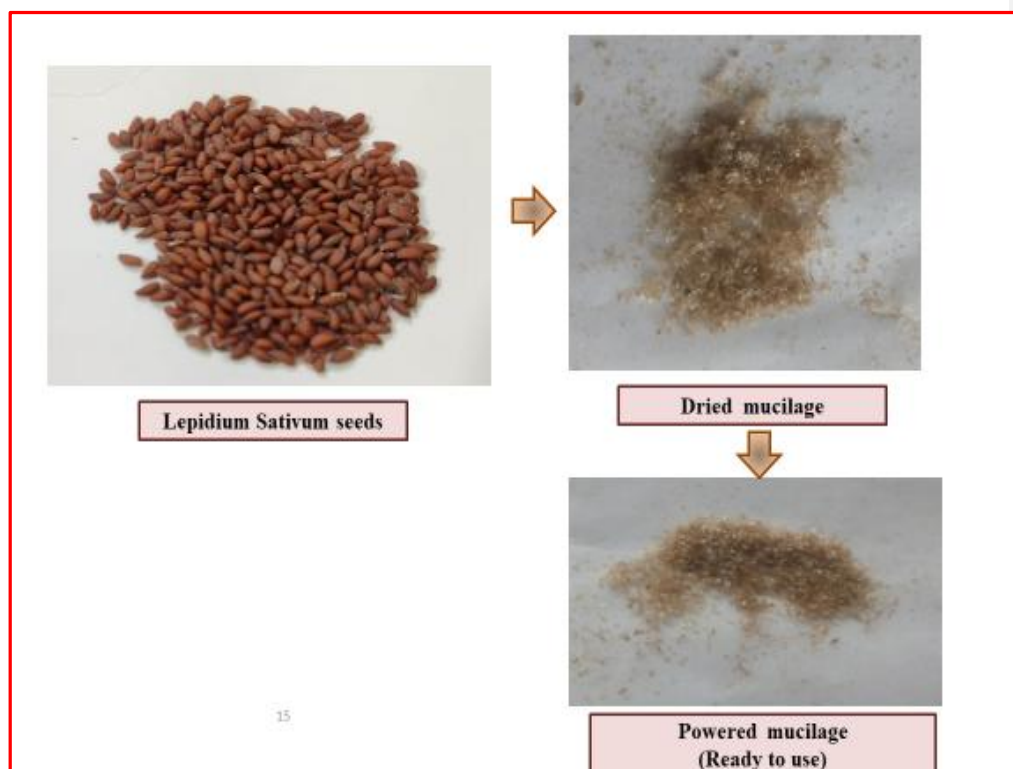 Lepidium Sativum seeds
Dried mucilage
Powered mucilage
(Ready to use)
15